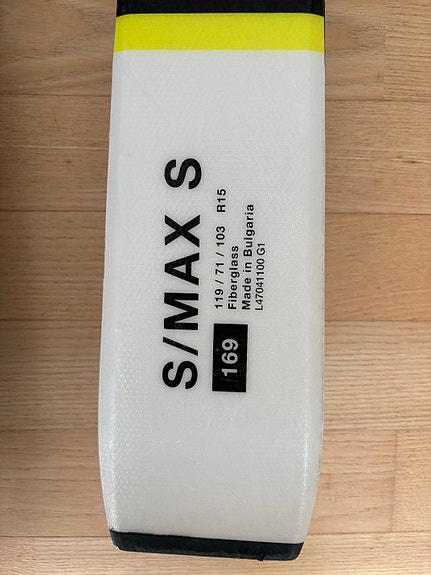 S/MAX S
169
119 / 71 / 103 R15
Fiberglass
Made in Bulgaria
L47041100 G1